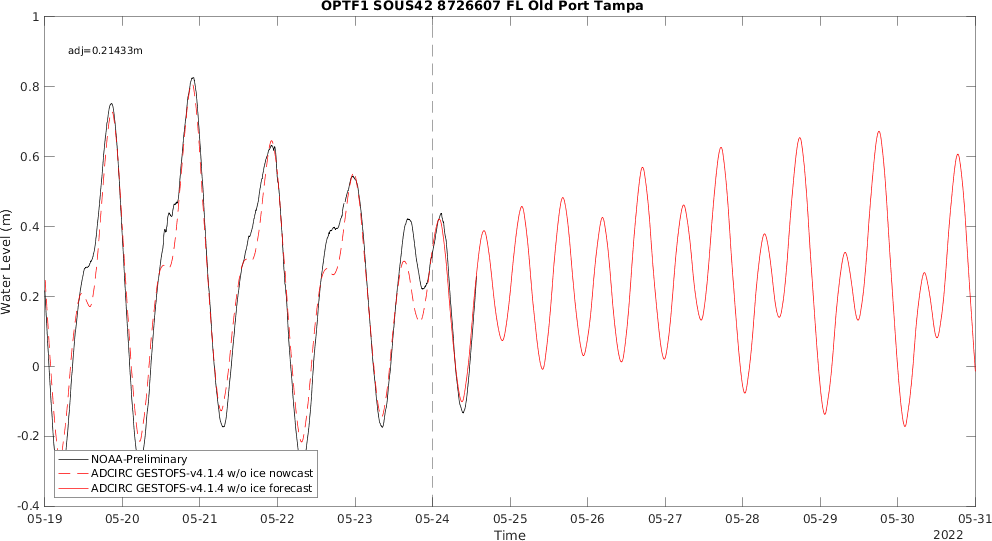 OPTF1 SOUS42 8726607 FL Old Port Tampa
adj=0.21433m
Water Level (m)
1
0.8
0.6
0.4
0.2
0
-0.2
-0.4
NOAA-Preliminary
ADCIRC GESTOFS-v4.1.4 w/o ice nowcast
ADCIRC GESTOFS-v4.1.4 w/o ice forecast
05-19 05-20 05-21 05-22 05-23 05-24 05-25 05-26 05-27 05-28 05-29 05-30 05-31
Time
2022